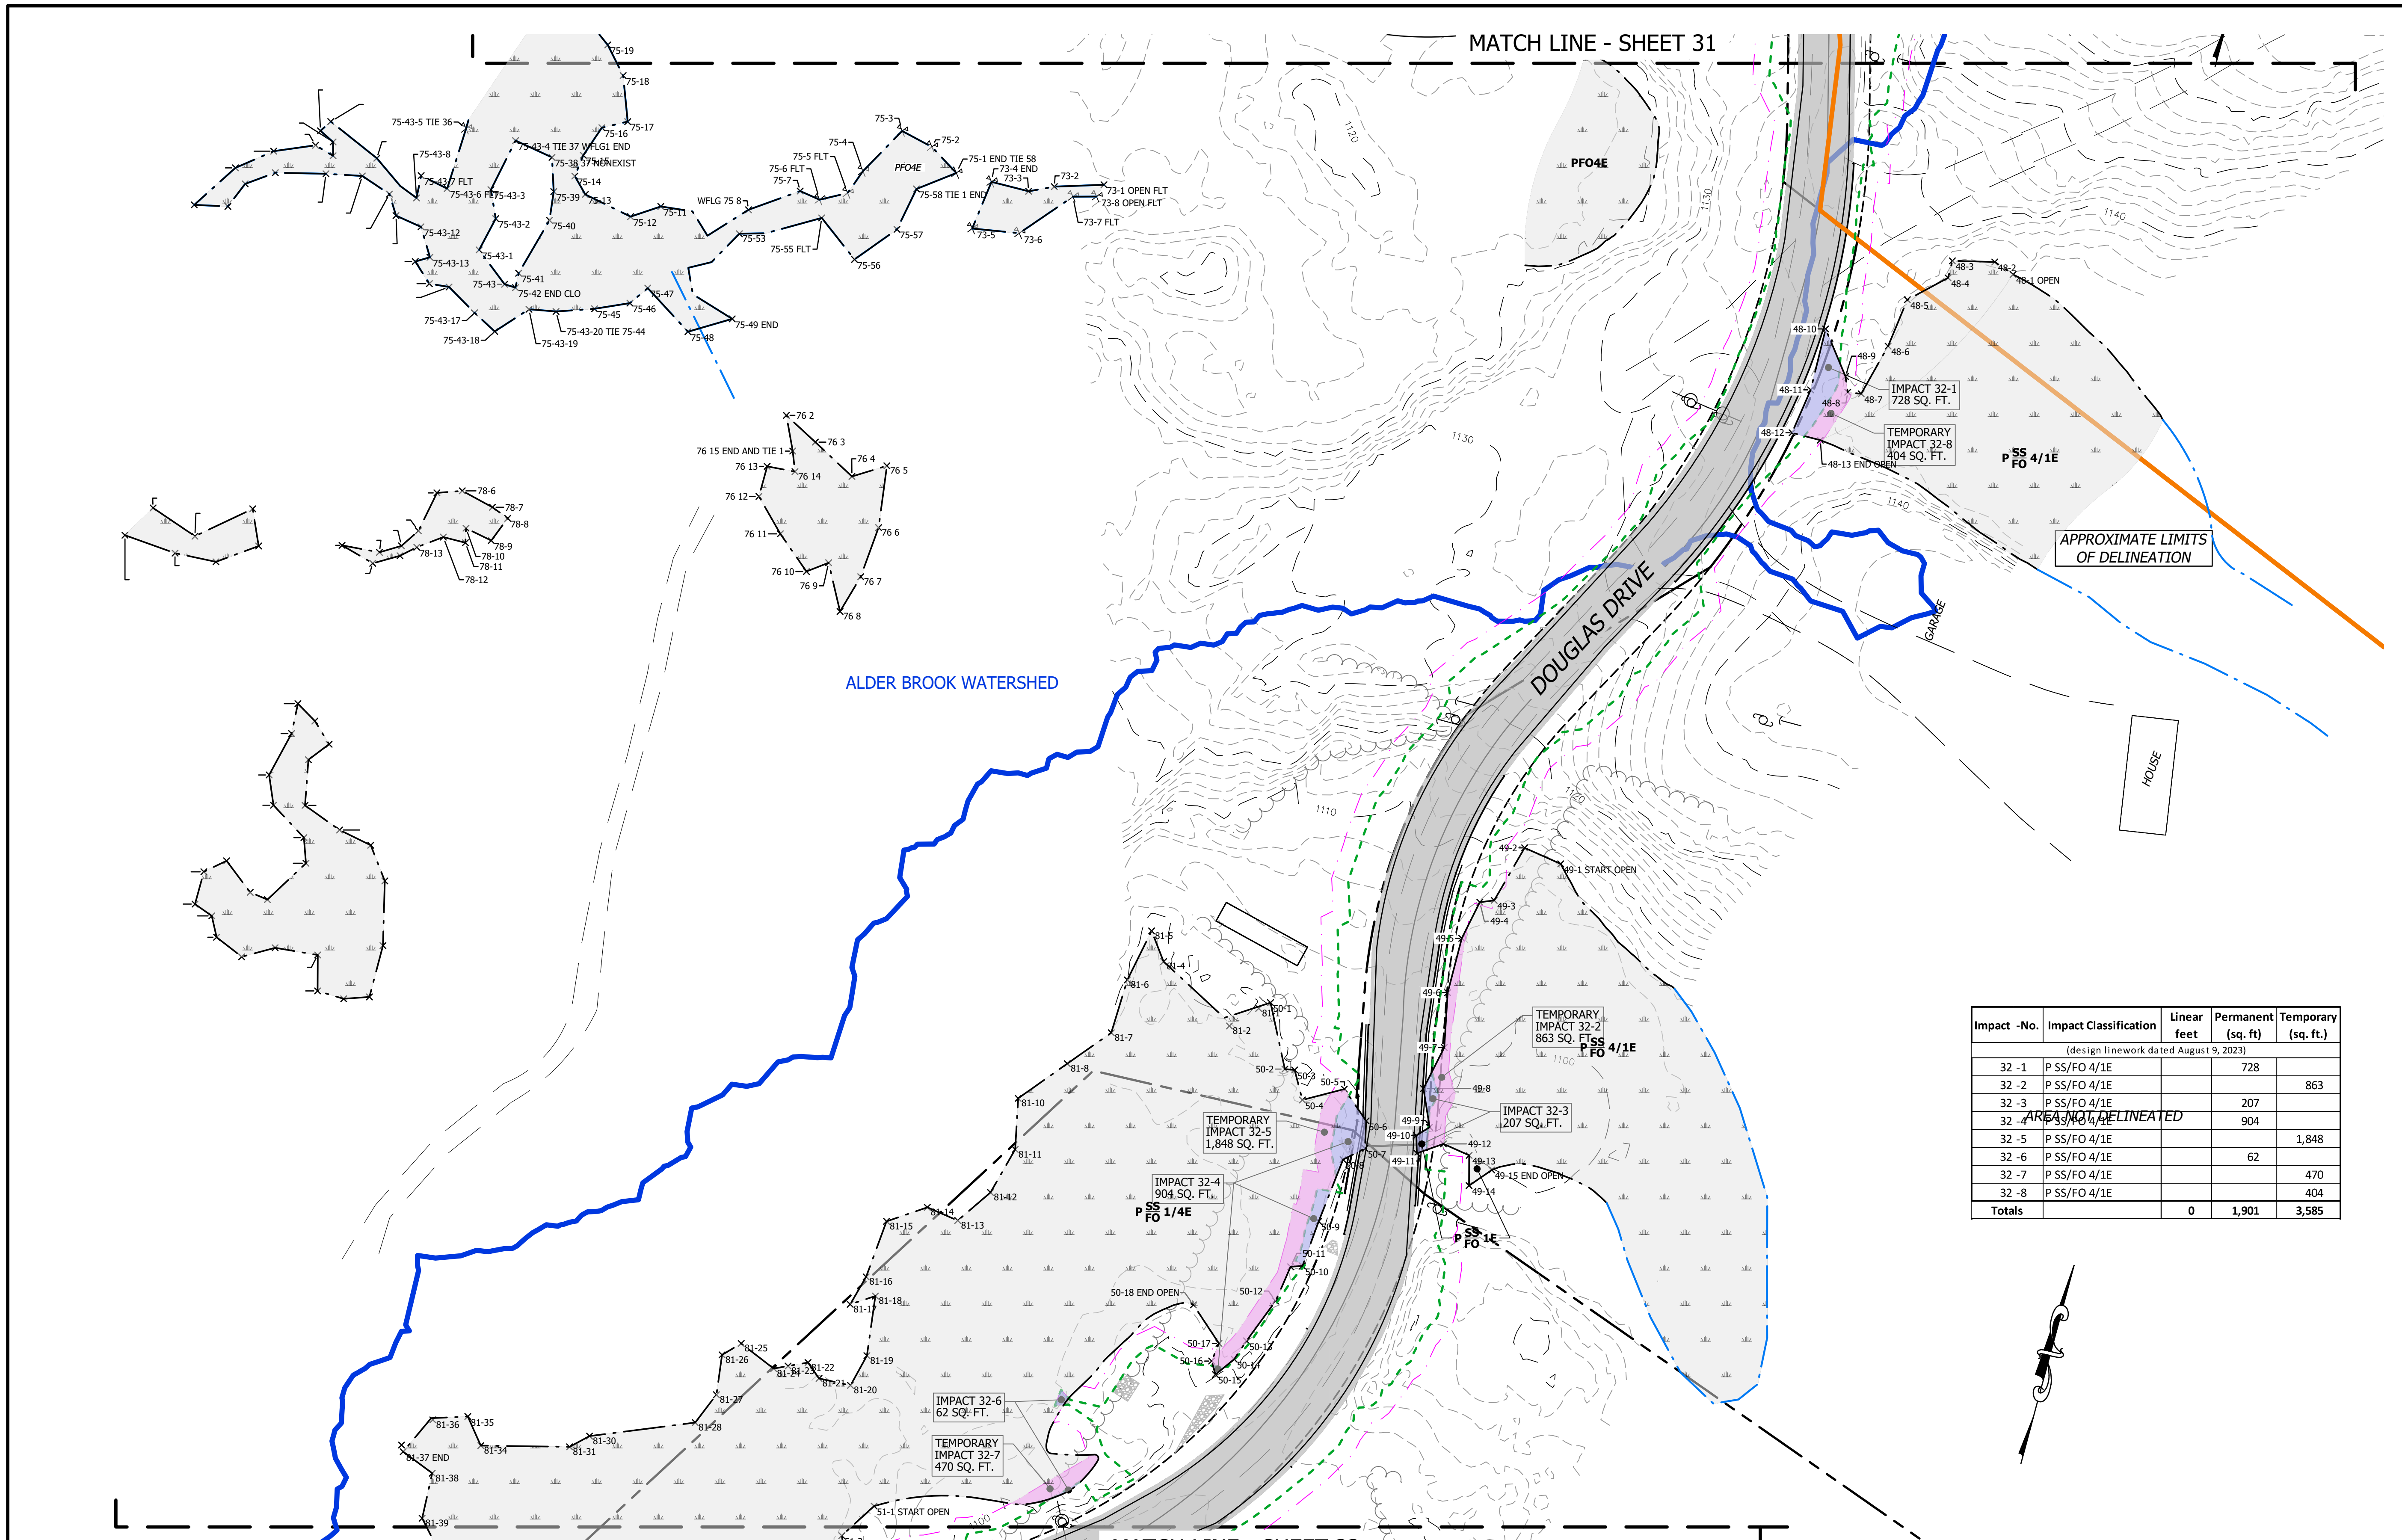 MATCH LINE - SHEET 31
75-19
75-18
75-17
75-16
75-15
75-14
75-13
75-12
75-11
75-43-5 TIE 36
75-43-4 TIE 37 WFLG1 END
75-38 37 NONEXIST
75-43-8
75-43-7 FLT
75-43-6 FLT
75-43-3
75-39
75-43-2
75-40
75-43-12
75-43-1
75-43-13
75-41
75-43
75-42 END CLO
75-43-17
75-43-18
75-43-19
75-43-20 TIE 75-44
75-45
75-46
75-47
75-48
75-49 END
WFLG 75 8
75-7
75-6 FLT
75-5 FLT
75-4
75-3
75-2
PFO4E
75-1 END TIE 58
75-58 TIE 1 END
75-57
75-56
75-55 FLT
75-53
73-4 END
73-3
73-2
73-1 OPEN FLT
73-8 OPEN FLT
73-7 FLT
73-6
73-5
1120
1130
PFO4E
1140
48-3
48-2
48-1 OPEN
48-4
48-5
48-6
48-10
48-9
48-11
48-8
48-7
48-12
48-13 END OPEN
IMPACT 32-1
728 SQ. FT.
TEMPORARY
IMPACT 32-8
404 SQ. FT.
P SS/FO 4/1E
1130
1140
APPROXIMATE LIMITS
OF DELINEATION
76 2
76 3
76 15 END AND TIE 1
76 4
76 5
76 13
76 14
76 12
76 11
76 6
76 10
76 9
76 7
76 8
78-6
78-7
78-8
78-9
78-10
78-11
78-12
78-13
DOUGLAS DRIVE
GARAGE
HOUSE
ALDER BROOK WATERSHED
1110
1120
49-2
49-1 START OPEN
49-3
49-4
49-5
49-6
49-7
49-8
49-9
49-10
49-11
49-12
49-13
49-14
49-15 END OPEN
TEMPORARY
IMPACT 32-2
863 SQ. FT.
P SS/FO 4/1E
1100
IMPACT 32-3
207 SQ. FT.
P SS/FO 1E
81-5
81-4
81-6
81-2
81-1
50-1
81-7
81-8
50-2
50-3
50-5
50-4
50-6
50-7
50-8
50-9
50-11
50-10
50-12
50-13
50-14
50-15
50-16
50-17
50-18 END OPEN
TEMPORARY
IMPACT 32-5
1,848 SQ. FT.
IMPACT 32-4
904 SQ. FT.
P SS/FO 1/4E
81-10
81-11
81-12
81-13
81-14
81-15
81-16
81-17
81-18
81-19
81-20
81-21
81-22
81-23
81-24
81-25
81-26
81-27
81-28
81-30
81-31
81-34
81-35
81-36
81-37 END
81-38
81-39
IMPACT 32-6
62 SQ. FT.
TEMPORARY
IMPACT 32-7
470 SQ. FT.
51-1 START OPEN
1100
Impact -No. Impact Classification Linear feet Permanent (sq. ft) Temporary (sq. ft.)
(design linework dated August 9, 2023)
32 -1 P SS/FO 4/1E 728
32 -2 P SS/FO 4/1E 863
32 -3 P SS/FO 4/1E 207
AREA NOT DELINEATED
32 -4 P SS/FO 4/1E 904
32 -5 P SS/FO 4/1E 1,848
32 -6 P SS/FO 4/1E 62
32 -7 P SS/FO 4/1E 470
32 -8 P SS/FO 4/1E 404
Totals 0 1,901 3,585